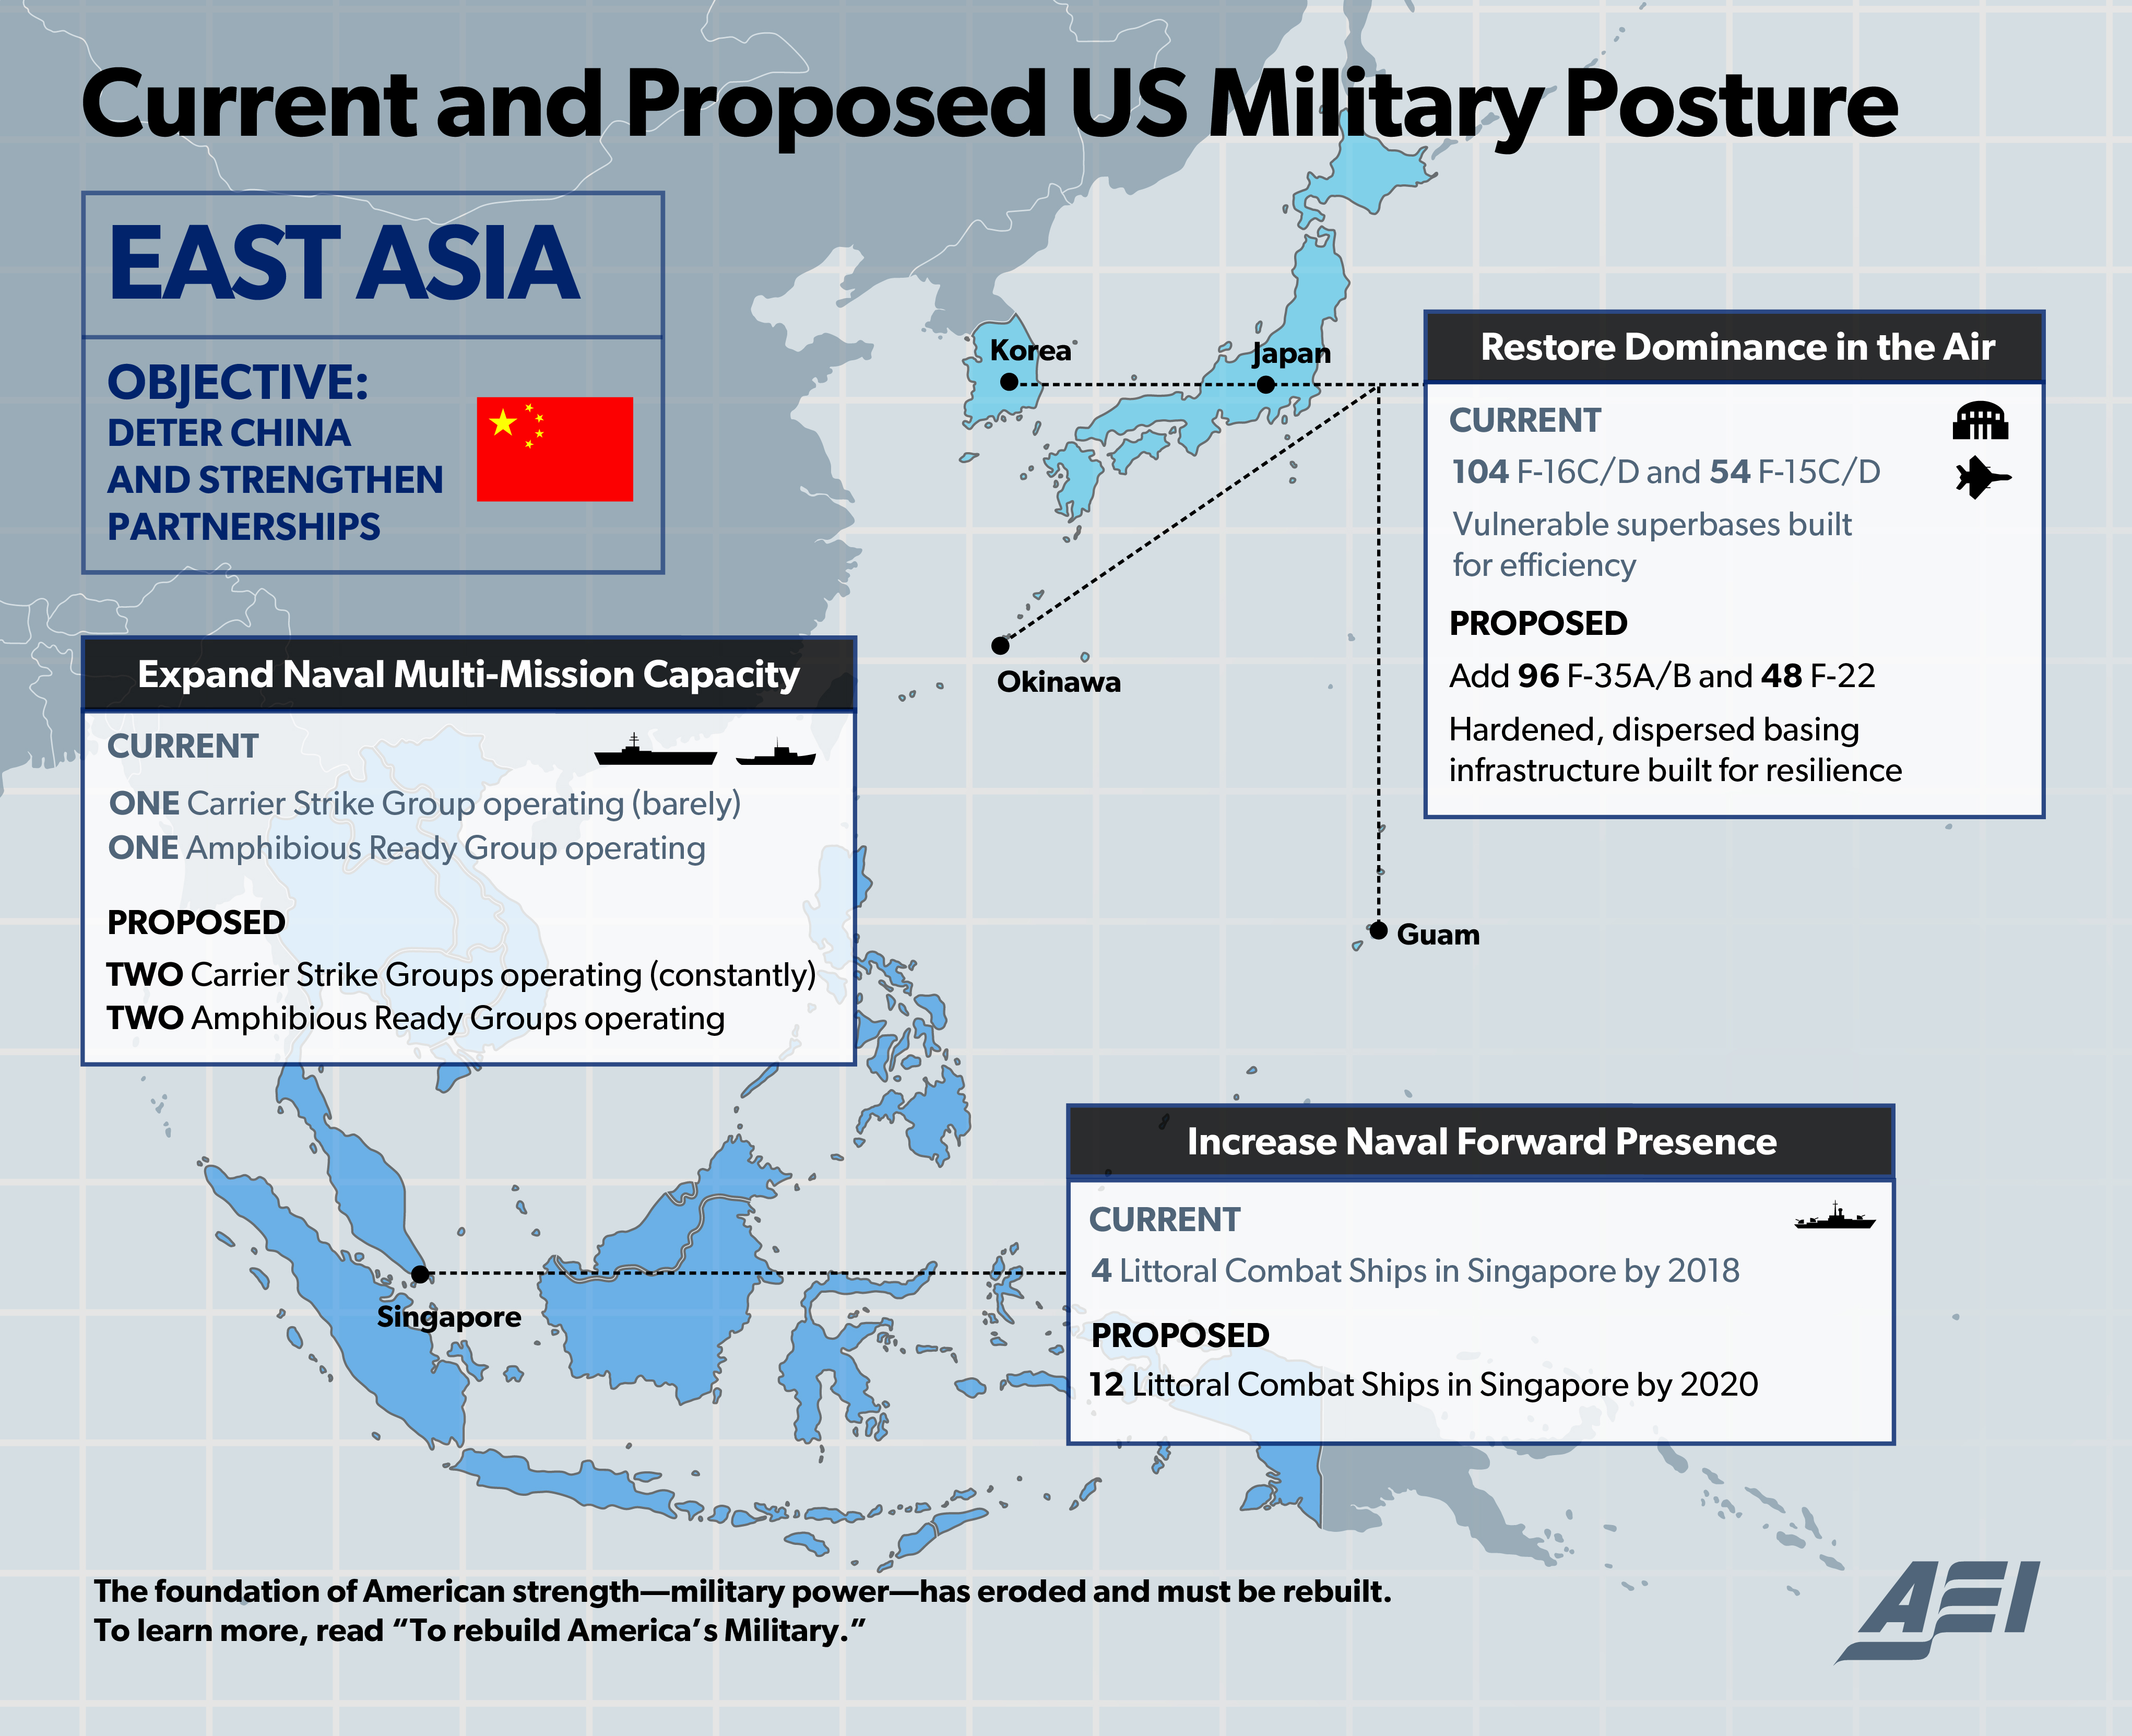 Current and Proposed US Military Posture
EAST ASIA
OBJECTIVE:
DETER CHINA
AND STRENGTHEN
PARTNERSHIPS
Korea
Japan
Okinawa
Guam
Restore Dominance in the Air
CURRENT
104 F-16C/D and 54 F-15C/D
Vulnerable superbases built
for efficiency
PROPOSED
Add 96 F-35A/B and 48 F-22
Hardened, dispersed basing
infrastructure built for resilience
Expand Naval Multi-Mission Capacity
CURRENT
ONE Carrier Strike Group operating (barely)
ONE Amphibious Ready Group operating
PROPOSED
TWO Carrier Strike Groups operating (constantly)
TWO Amphibious Ready Groups operating
Singapore
Increase Naval Forward Presence
CURRENT
4 Littoral Combat Ships in Singapore by 2018
PROPOSED
12 Littoral Combat Ships in Singapore by 2020
The foundation of American strength—military power—has eroded and must be rebuilt.
To learn more, read “To rebuild America’s Military.”
AEI